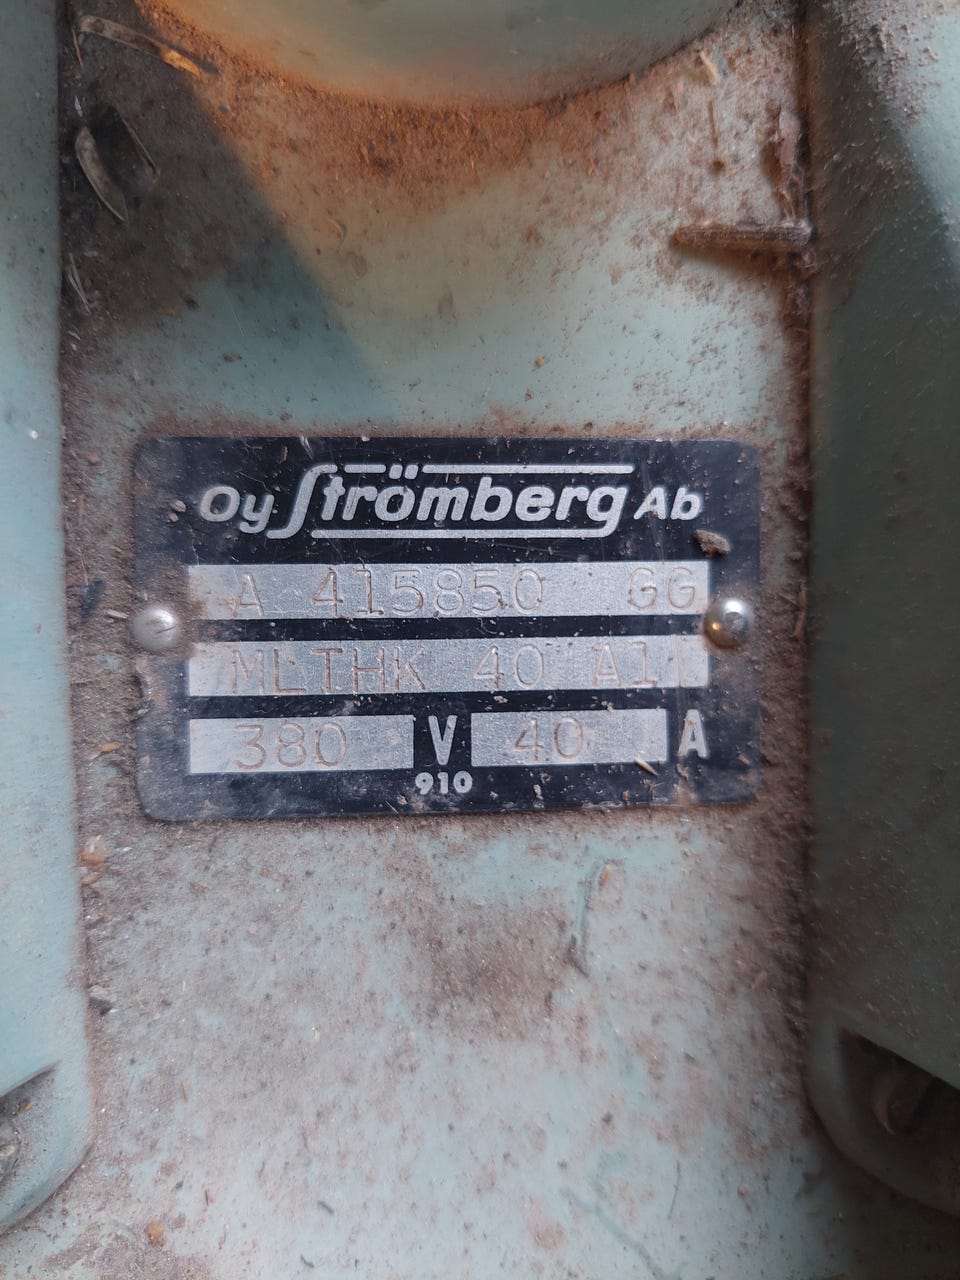 Oy Strömberg Ab
A 415850 GG
MLTHK 40 A1
380 V 40 A
910